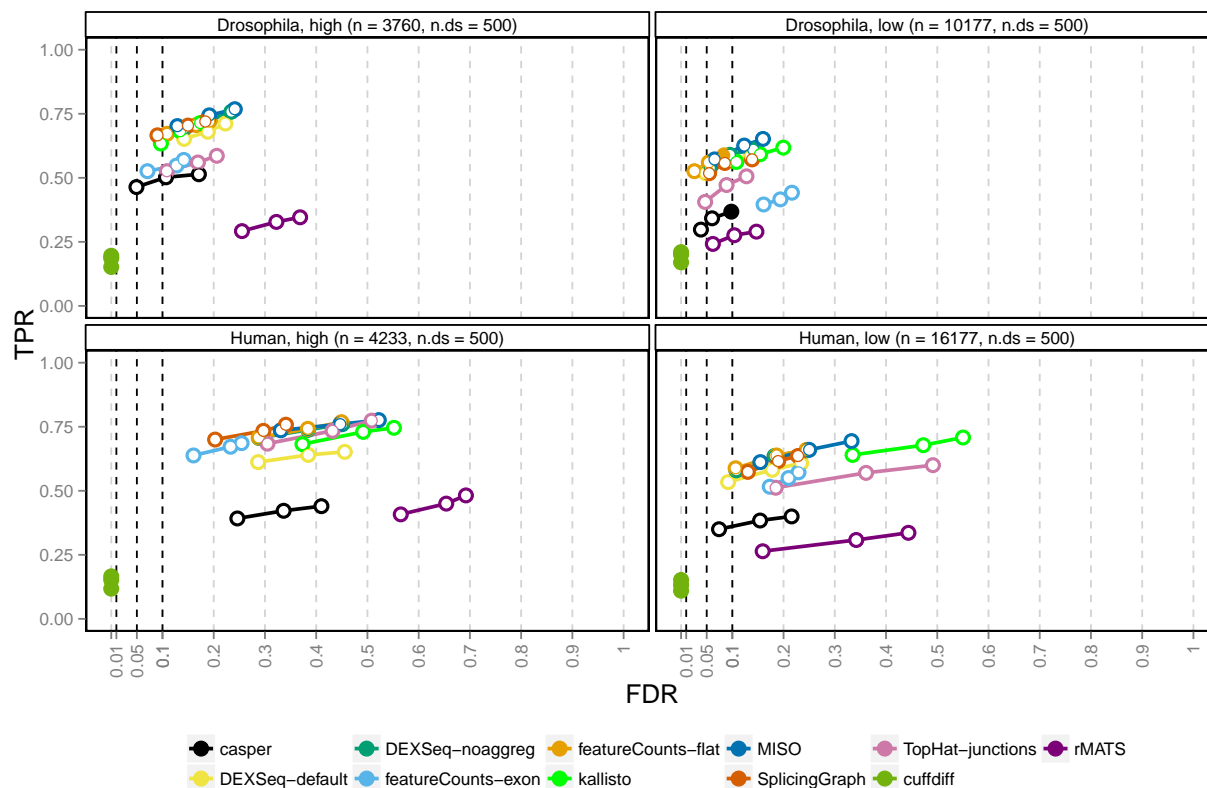 Drosophila, high (n = 3760, n.ds = 500)
Drosophila, low (n = 10177, n.ds = 500)
1.00
0.75
0.50
0.25
0.00
Human, high (n = 4233, n.ds = 500)
Human, low (n = 16177, n.ds = 500)
1.00
0.75
0.50
0.25
0.00
TPR
0.01
0.05
0.1
0.2
0.3
0.4
0.5
0.6
0.7
0.8
0.9
1
0.01
0.05
0.1
0.2
0.3
0.4
0.5
0.6
0.7
0.8
0.9
1
FDR
casper
DEXSeq−noaggreg
featureCounts−flat
MISO
TopHat−junctions
rMATS
DEXSeq−default
featureCounts−exon
kallisto
SplicingGraph
cuffdiff